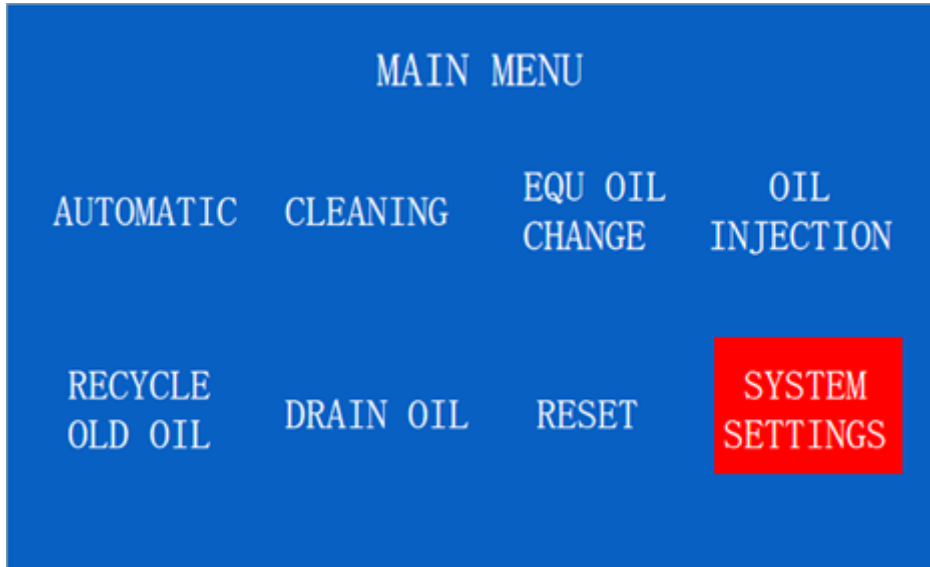 MAIN MENU
AUTOMATIC
CLEANING
EQU OIL
CHANGE
OIL
INJECTION
RECYCLE
OLD OIL
DRAIN OIL
RESET
SYSTEM
SETTINGS